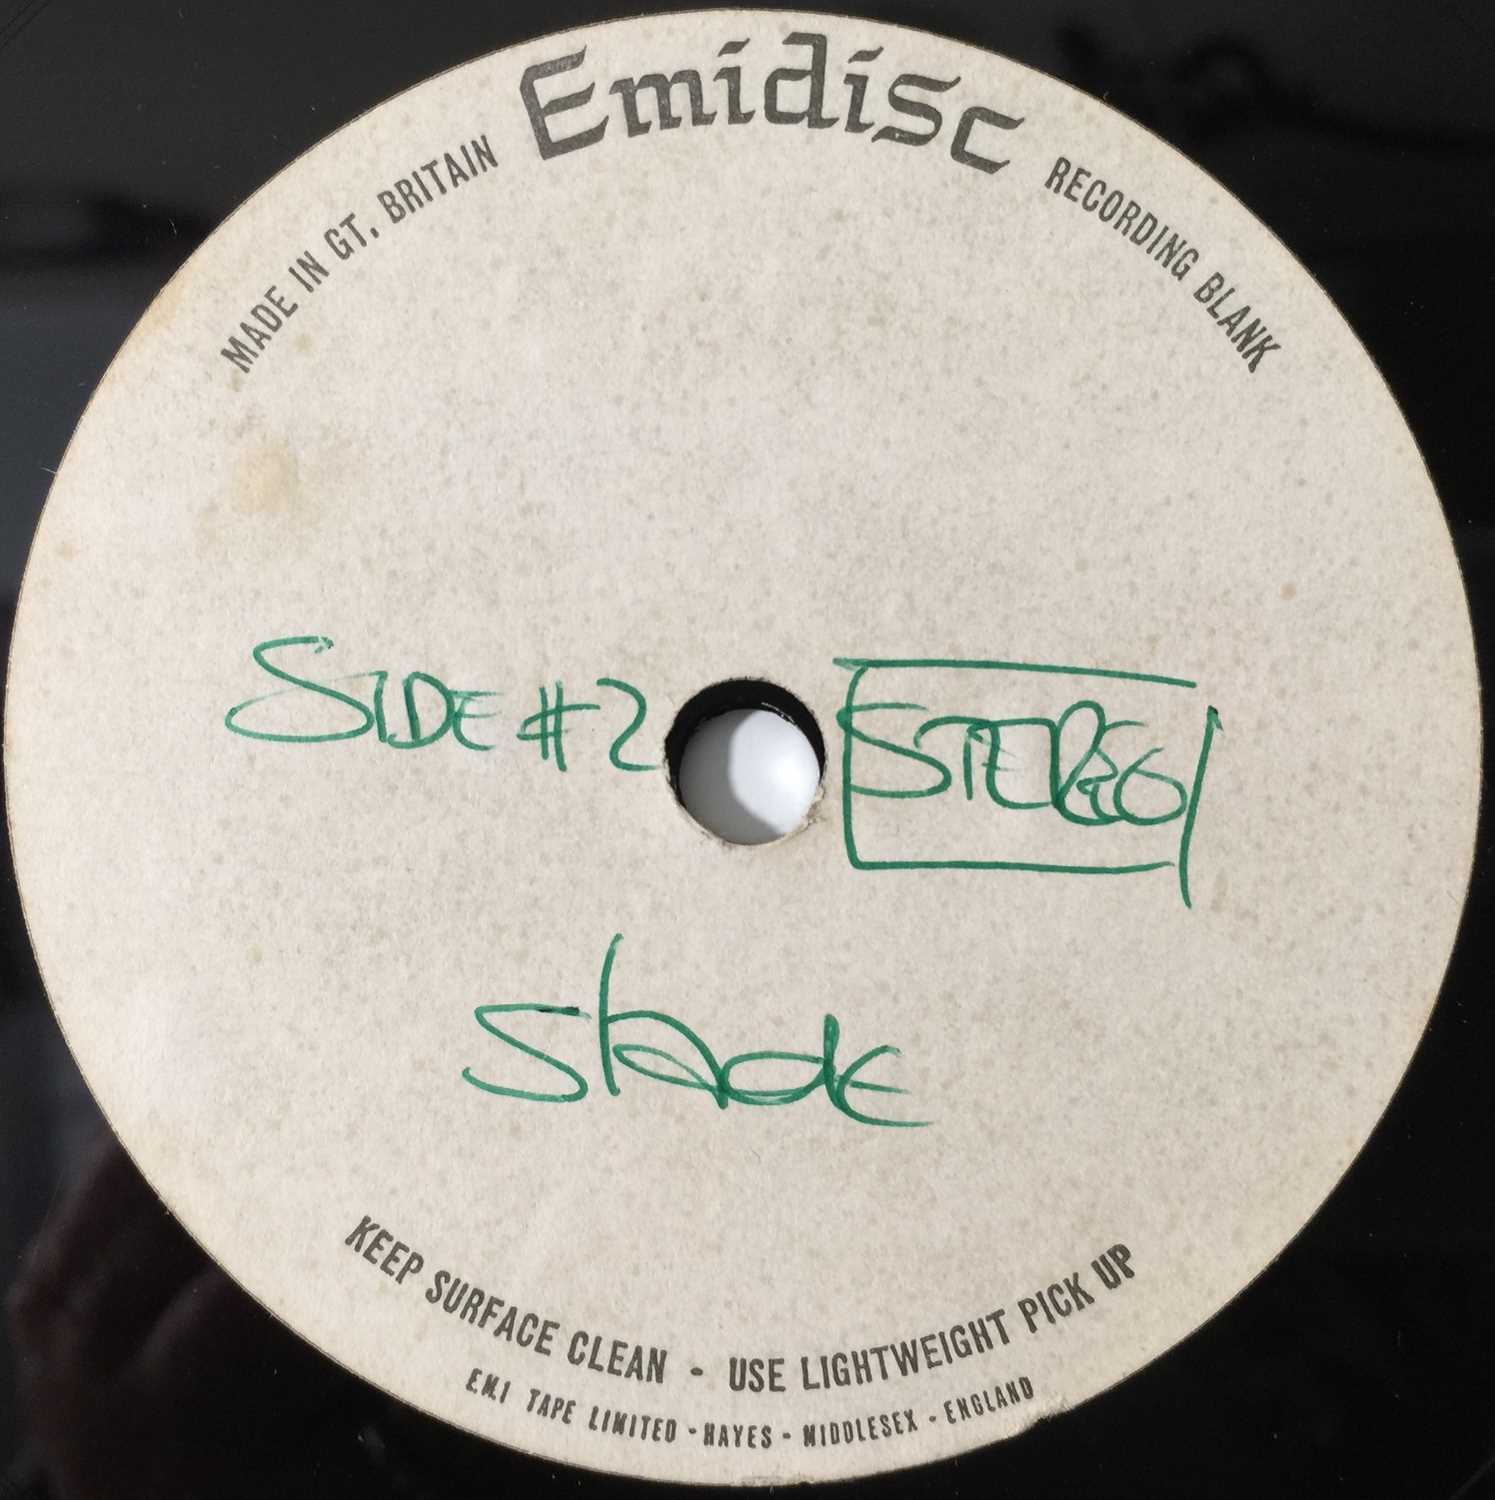 Emidisc
MADE IN GT. BRITAIN
RECORDING BLANK
SIDE #2
STEREO
Slade
KEEP SURFACE CLEAN - USE LIGHTWEIGHT PICK UP
E.M.I TAPE LIMITED - HAYES - MIDDLESEX - ENGLAND